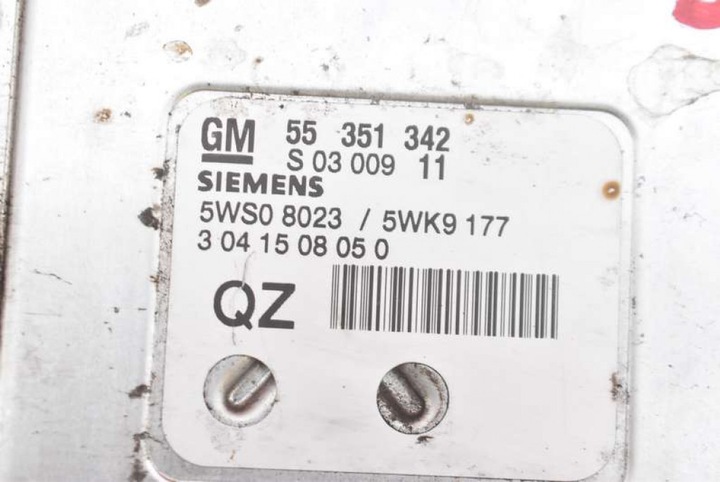 GM 55 351 342
S 03 009 11
SIEMENS
5WS0 8023 / 5WK9 177
3 04 15 08 05 0
QZ